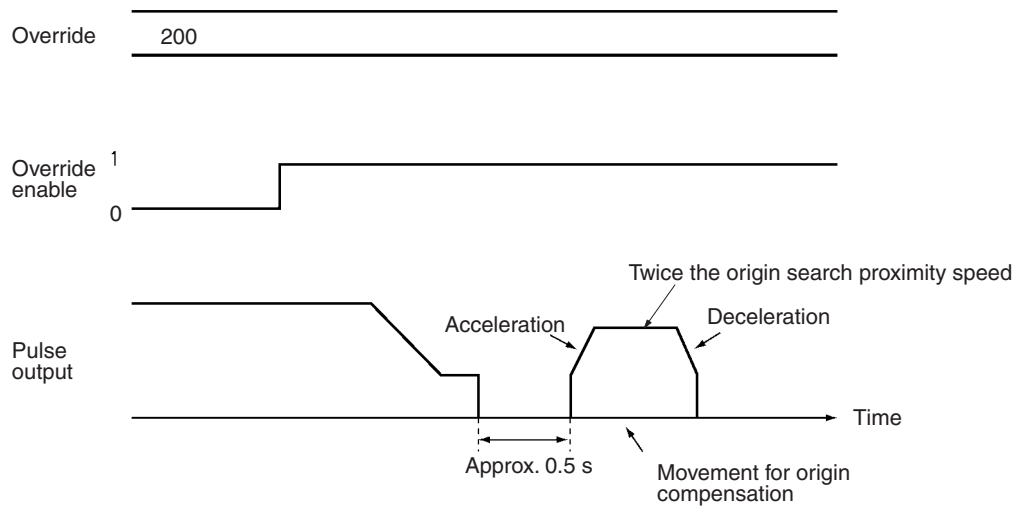 Override
200
Override
enable
1
0
Twice the origin search proximity speed
Acceleration
Deceleration
Pulse
output
Time
Approx. 0.5 s
Movement for origin
compensation